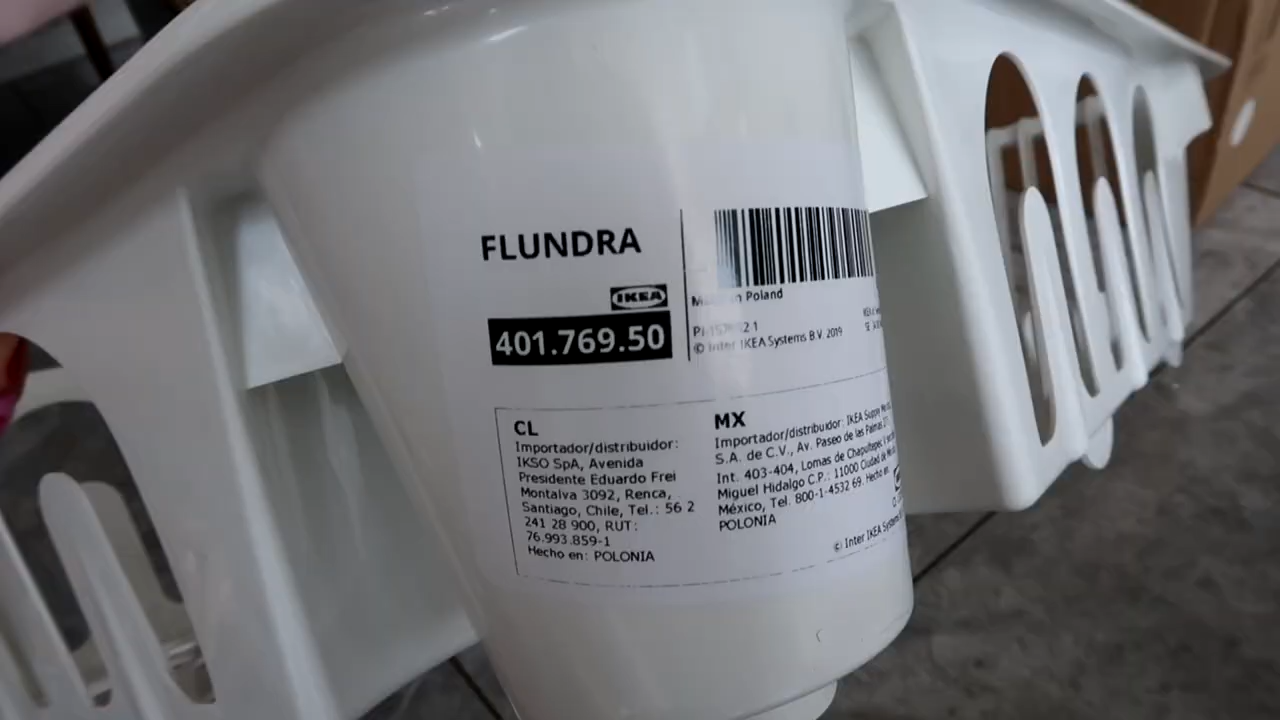 FLUNDRA
IKEA
401.769.50
Poland
© Inter IKEA Systems B.V. 2019
CL
Importador/distribuidor:
IKSO SpA, Avenida
Presidente Eduardo Frei
Montalva 3092, Renca,
Santiago, Chile, Tel.: 56 2
241 28 900, RUT:
76.993.859-1
Hecho en: POLONIA
MX
Importador/distribuidor: IKEA Supply
S.A. de C.V., Av. Paseo de las Palmas
Int. 403-404, Lomas de Chapultepec
Miguel Hidalgo C.P.: 11000 Ciudad de
México, Tel. 800-1-4532 69. Hecho en
POLONIA
© Inter IKEA Systems